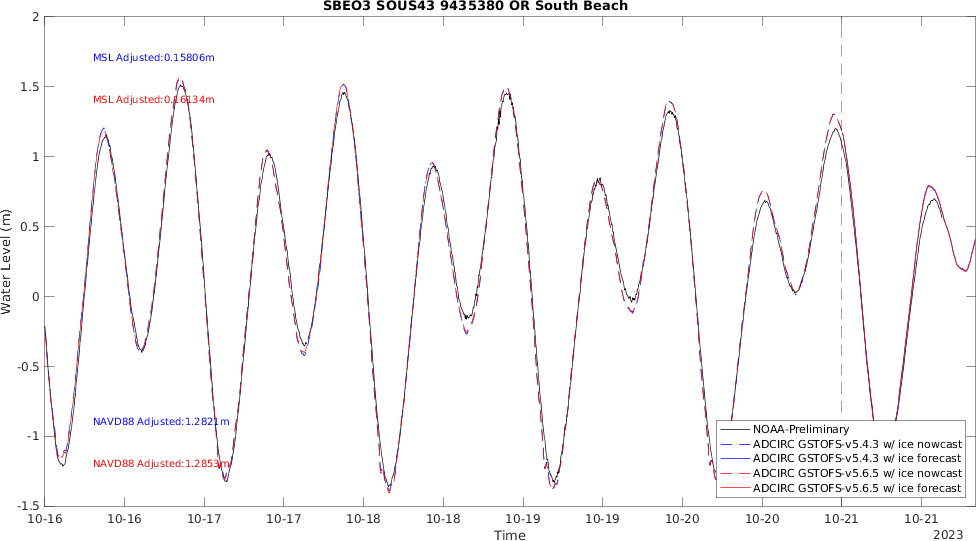 SBEO3 SOUS43 9435380 OR South Beach
2
1.5
1
0.5
0
-0.5
-1
-1.5
Water Level (m)
MSL Adjusted:0.15806m
MSL Adjusted:0.16134m
NAVD88 Adjusted:1.2821m
NAVD88 Adjusted:1.2853m
NOAA-Preliminary
ADCIRC GSTOFS-v5.4.3 w/ ice nowcast
ADCIRC GSTOFS-v5.4.3 w/ ice forecast
ADCIRC GSTOFS-v5.6.5 w/ ice nowcast
ADCIRC GSTOFS-v5.6.5 w/ ice forecast
10-16 10-16 10-17 10-17 10-18 10-18 10-19 10-19 10-20 10-20 10-21 10-21
Time
2023